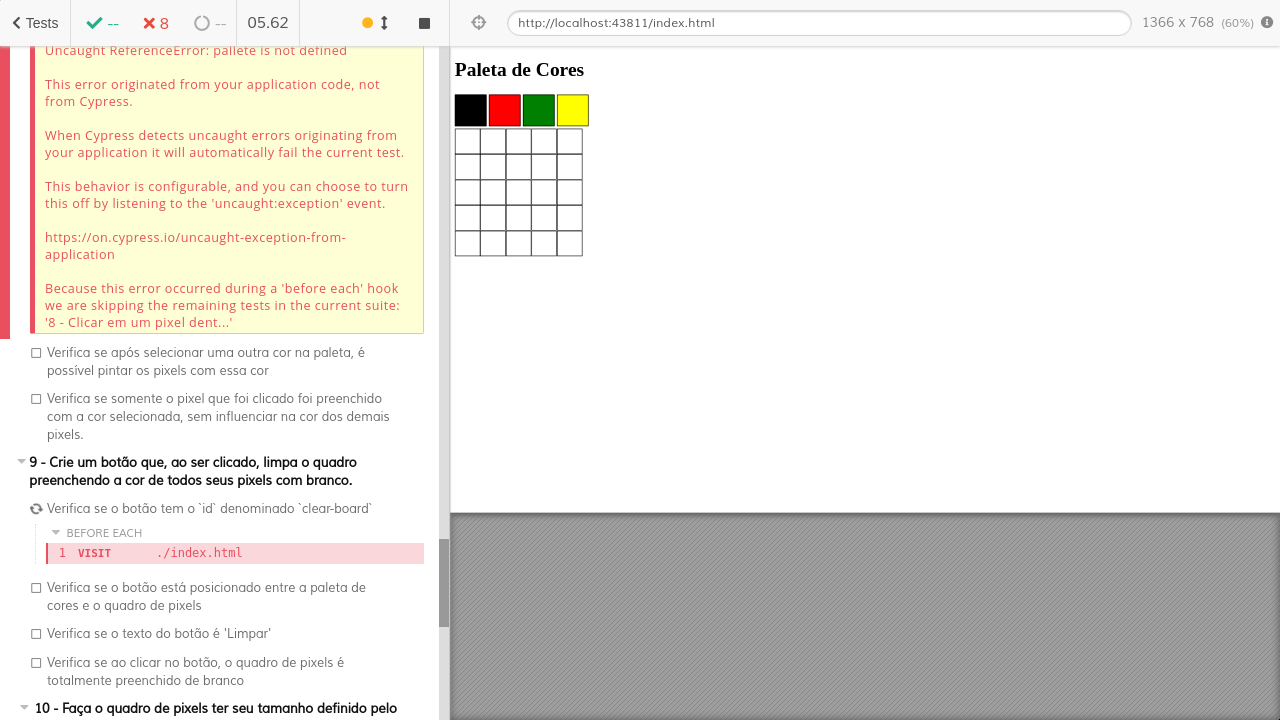 Tests
--
8
--
05.62
http://localhost:43811/index.html
1366 x 768 (60%)
Uncaught ReferenceError: pallete is not defined
This error originated from your application code, not
from Cypress.
When Cypress detects uncaught errors originating from
your application it will automatically fail the current test.
This behavior is configurable, and you can choose to turn
this off by listening to the 'uncaught:exception' event.
https://on.cypress.io/uncaught-exception-from-
application
Because this error occurred during a 'before each' hook
we are skipping the remaining tests in the current suite:
'8 - Clicar em um pixel dent...'
Verifica se após selecionar uma outra cor na paleta, é
possível pintar os pixels com essa cor
Verifica se somente o pixel que foi clicado foi preenchido
com a cor selecionada, sem influenciar na cor dos demais
pixels.
9 - Crie um botão que, ao ser clicado, limpa o quadro
preenchendo a cor de todos seus pixels com branco.
Verifica se o botão tem o `id` denominado `clear-board`
BEFORE EACH
1 VISIT ./index.html
Verifica se o botão está posicionado entre a paleta de
cores e o quadro de pixels
Verifica se o texto do botão é 'Limpar'
Verifica se ao clicar no botão, o quadro de pixels é
totalmente preenchido de branco
10 - Faça o quadro de pixels ter seu tamanho definido pelo
Paleta de Cores